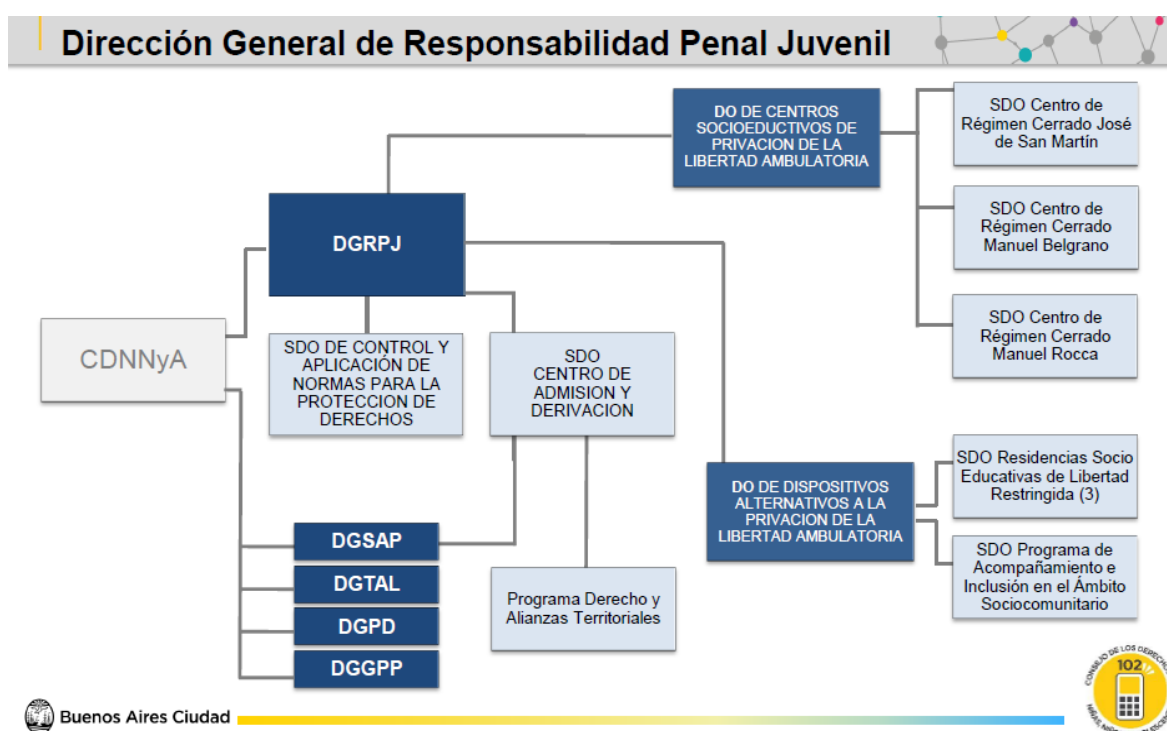 Dirección General de Responsabilidad Penal Juvenil
DO DE CENTROS
SOCIOEDUCTIVOS DE
PRIVACION DE LA
LIBERTAD AMBULATORIA
SDO Centro de
Régimen Cerrado José
de San Martín
SDO Centro de
Régimen Cerrado
Manuel Belgrano
SDO Centro de
Régimen Cerrado
Manuel Rocca
DGRPJ
CDNNyA
SDO DE CONTROL Y
APLICACIÓN DE
NORMAS PARA LA
PROTECCION DE
DERECHOS
SDO
CENTRO DE
ADMISION Y
DERIVACION
DO DE DISPOSITIVOS
ALTERNATIVOS A LA
PRIVACION DE LA
LIBERTAD AMBULATORIA
SDO Residencias Socio
Educativas de Libertad
Restringida (3)
SDO Programa de
Acompañamiento e
Inclusión en el Ámbito
Sociocomunitario
DGSAP
DGTAL
DGPD
DGGPP
Programa Derecho y
Alianzas Territoriales
CONSEJO DE LOS
102
Buenos Aires Ciudad